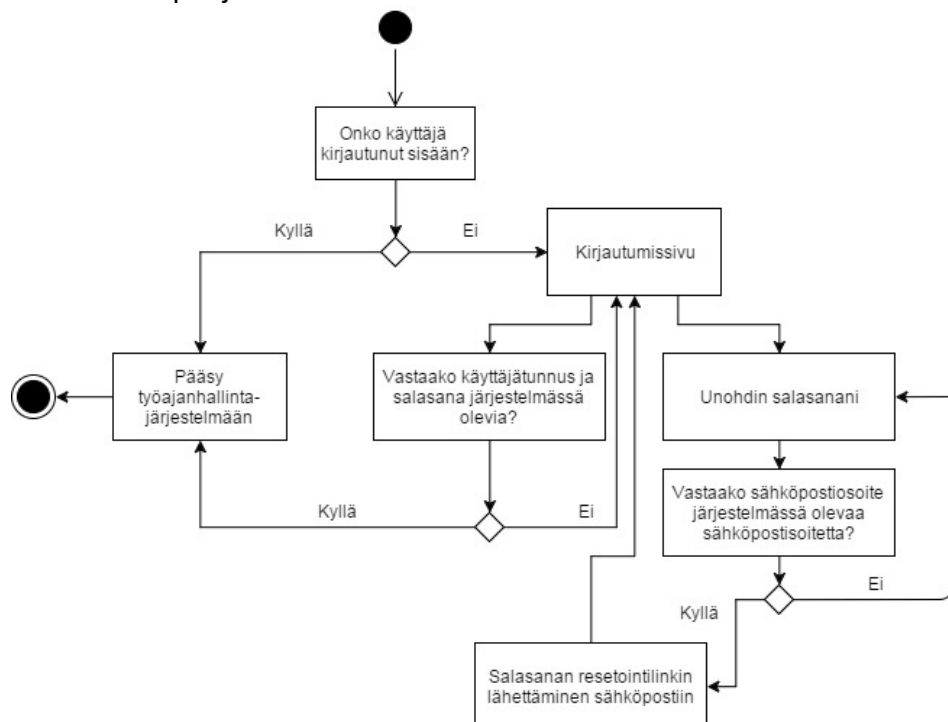 Onko käyttäjä
kirjautunut sisään?
Kyllä
Ei
Kirjautumissivu
Pääsy
työajanhallinta-
järjestelmään
Vastaako käyttäjätunnus ja
salasana järjestelmässä
olevia?
Unohdin salasanani
Kyllä
Ei
Vastaako sähköpostiosoite
järjestelmässä olevaa
sähköpostisoitetta?
Kyllä
Ei
Salasanan resetointilinkin
lähettäminen sähköpostiin